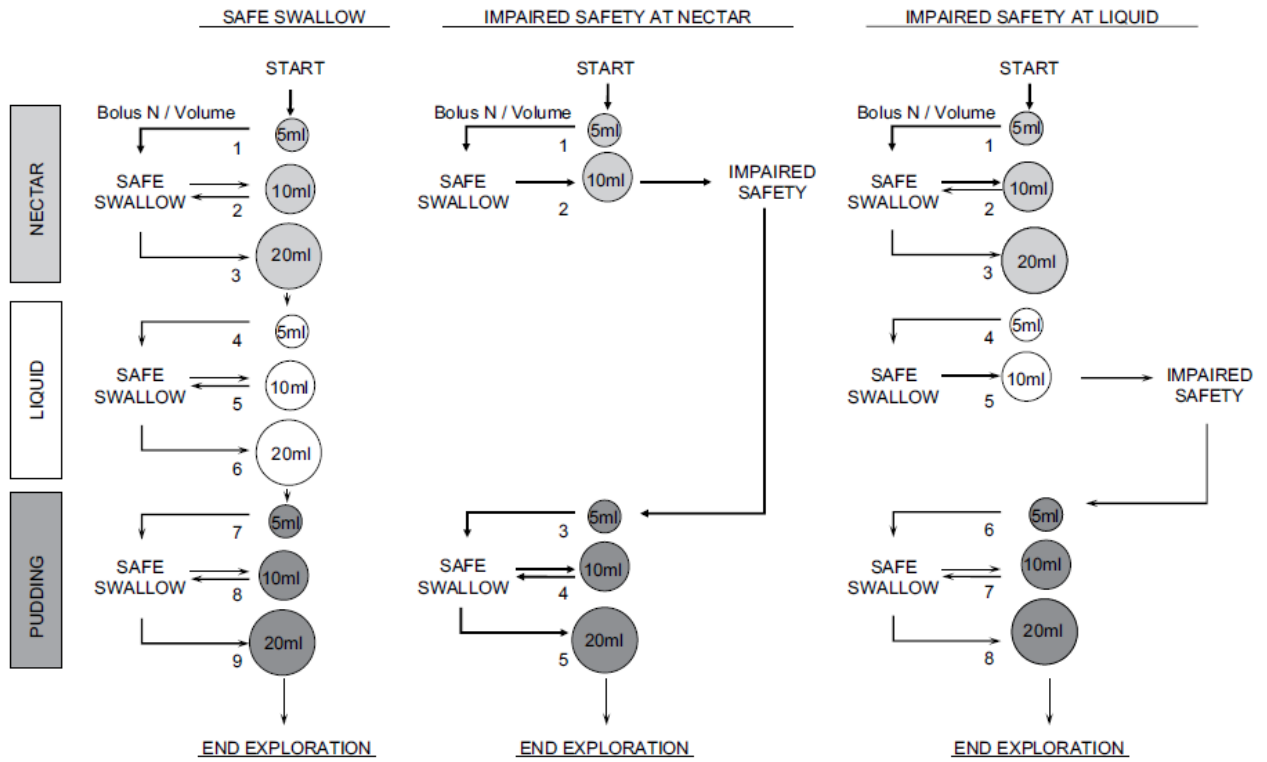 SAFE SWALLOW
START
Bolus N / Volume
5ml
1
SAFE
SWALLOW
10ml
2
20ml
3
4
5ml
SAFE
SWALLOW
10ml
5
20ml
6
7
5ml
SAFE
SWALLOW
10ml
8
20ml
9
END EXPLORATION
IMPAIRED SAFETY AT NECTAR
START
Bolus N / Volume
5ml
1
SAFE
SWALLOW
10ml
2
IMPAIRED
SAFETY
3
5ml
SAFE
SWALLOW
10ml
4
20ml
5
END EXPLORATION
IMPAIRED SAFETY AT LIQUID
START
Bolus N / Volume
5ml
1
SAFE
SWALLOW
10ml
2
20ml
3
4
5ml
SAFE
SWALLOW
10ml
5
IMPAIRED
SAFETY
6
5ml
SAFE
SWALLOW
10ml
7
20ml
8
END EXPLORATION
NECTAR
LIQUID
PUDDING